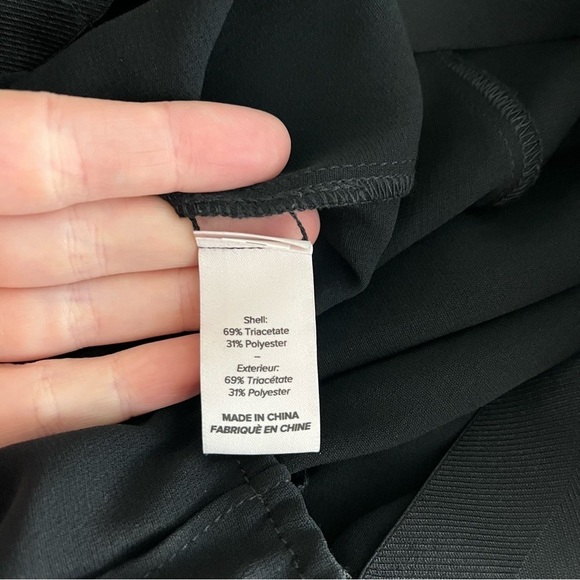 Shell:
69% Triacetate
31% Polyester
–
Exterieur:
69% Triacétate
31% Polyester
MADE IN CHINA
FABRIQUÈ EN CHINE